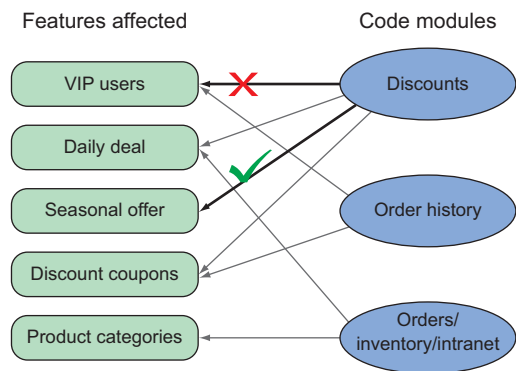 Features affected
Code modules
VIP users
Discounts
Daily deal
Seasonal offer
Order history
Discount coupons
Product categories
Orders/
inventory/intranet